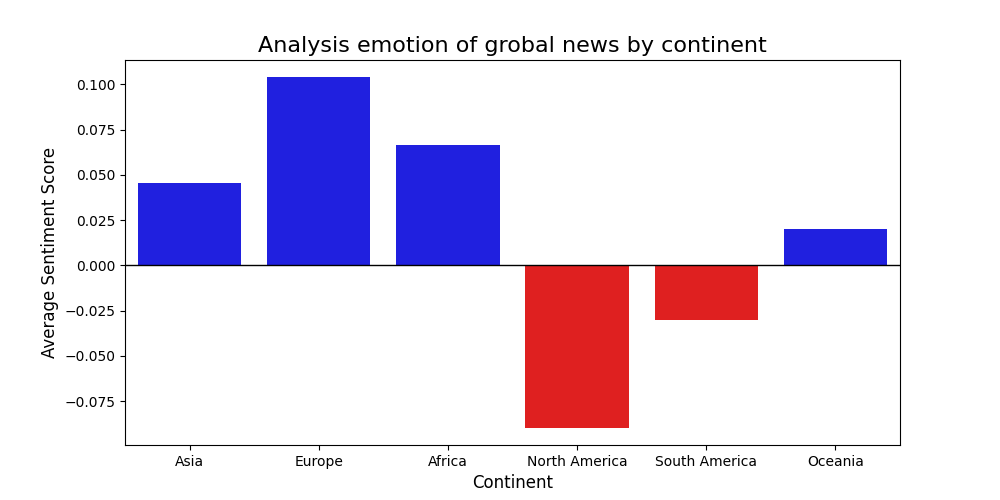 Analysis emotion of grobal news by continent
Average Sentiment Score
0.100
0.075
0.050
0.025
0.000
−0.025
−0.050
−0.075
Asia Europe Africa North America South America Oceania
Continent